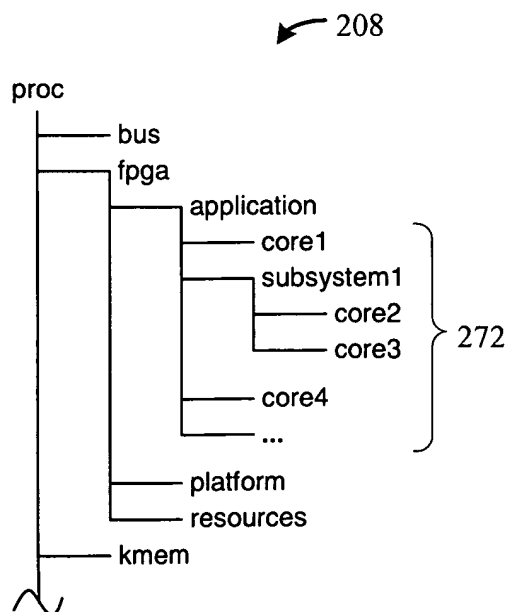 208
proc
bus
fpga
application
core1
subsystem1
core2
core3
272
core4
...
platform
resources
kmem